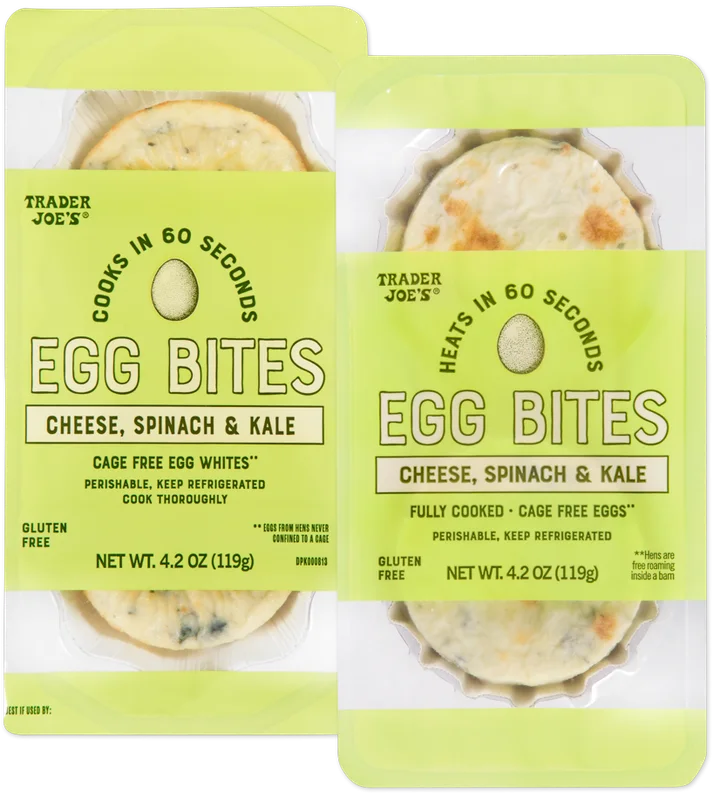 TRADER
JOE'S®
COOKS IN 60 SECONDS
EGG BITES
CHEESE, SPINACH & KALE
CAGE FREE EGG WHITES**
PERISHABLE, KEEP REFRIGERATED
COOK THOROUGHLY
GLUTEN
FREE
** EGGS FROM HENS NEVER
CONFINED TO A CAGE
NET WT. 4.2 OZ (119g)
DPK000813
EST IF USED BY:
TRADER
JOE'S®
HEATS IN 60 SECONDS
EGG BITES
CHEESE, SPINACH & KALE
FULLY COOKED · CAGE FREE EGGS**
PERISHABLE, KEEP REFRIGERATED
GLUTEN
FREE
NET WT. 4.2 OZ (119g)
**Hens are
free roaming
inside a barn